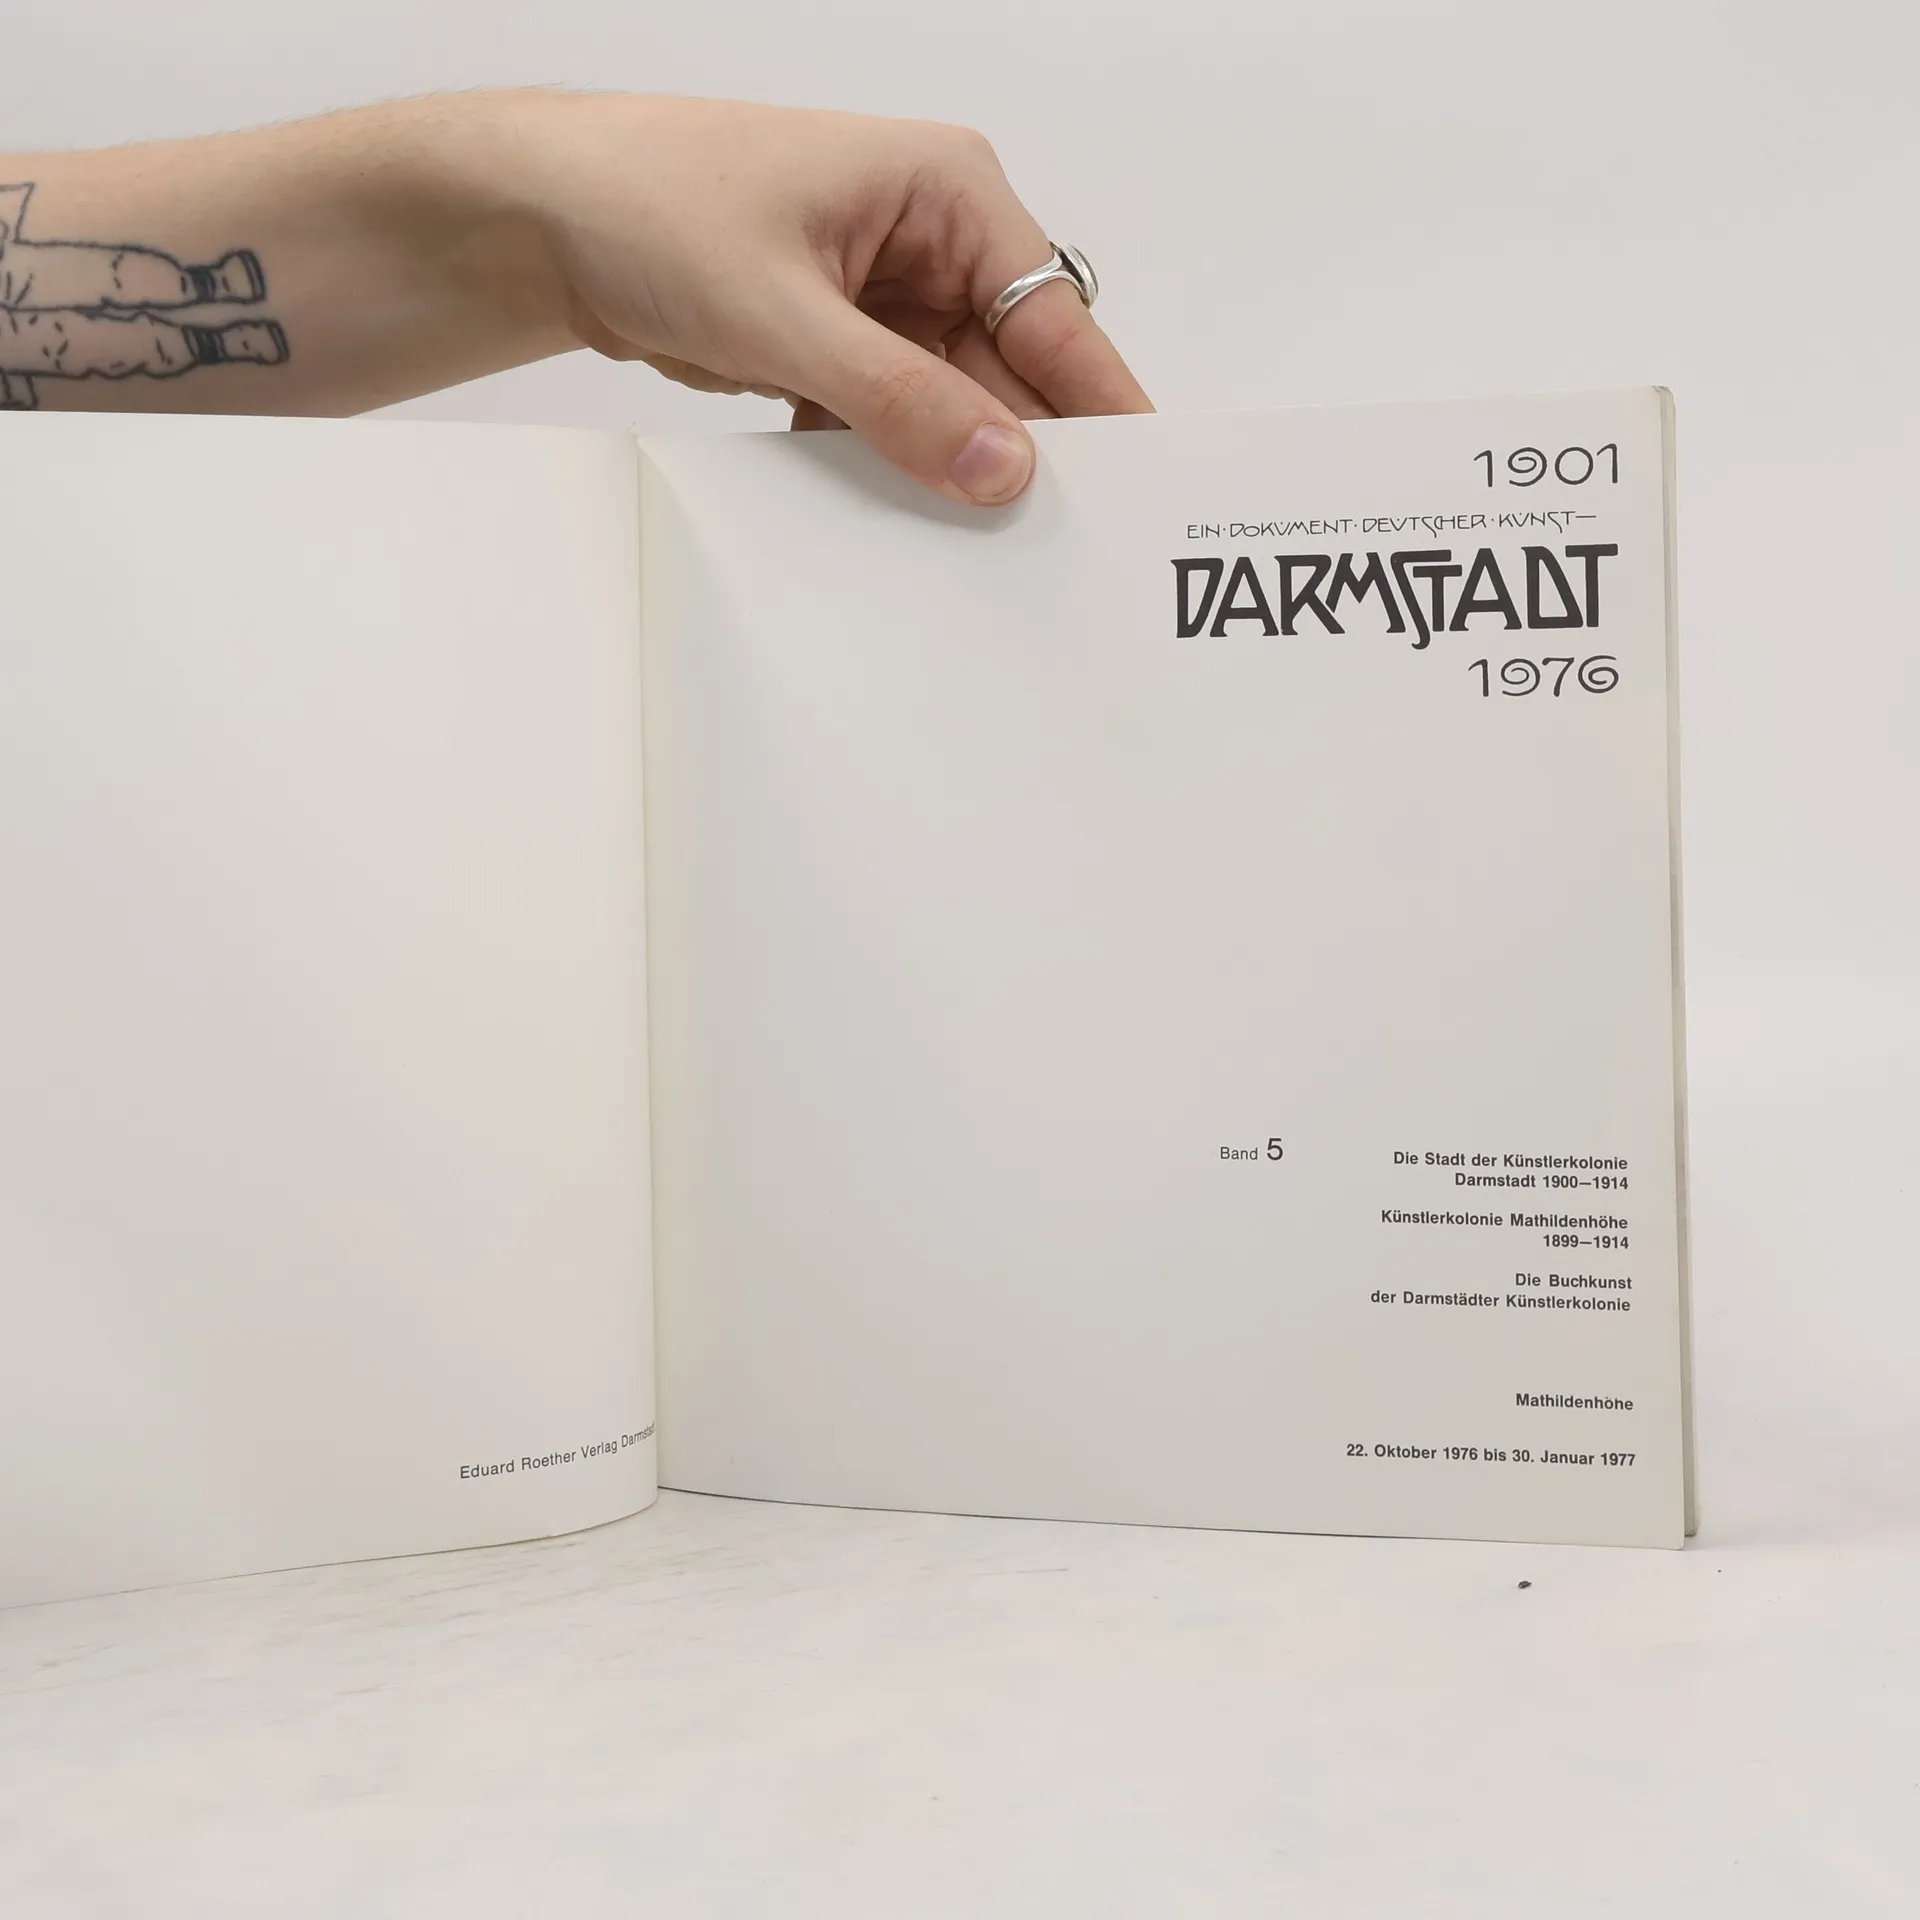 Eduard Roether Verlag Darmstadt
1901
EIN·DOKUMENT·DEUTSCHER·KUNST—
DARMSTADT
1976
Band 5
Die Stadt der Künstlerkolonie
Darmstadt 1900—1914
Künstlerkolonie Mathildenhöhe
1899—1914
Die Buchkunst
der Darmstädter Künstlerkolonie
Mathildenhöhe
22. Oktober 1976 bis 30. Januar 1977